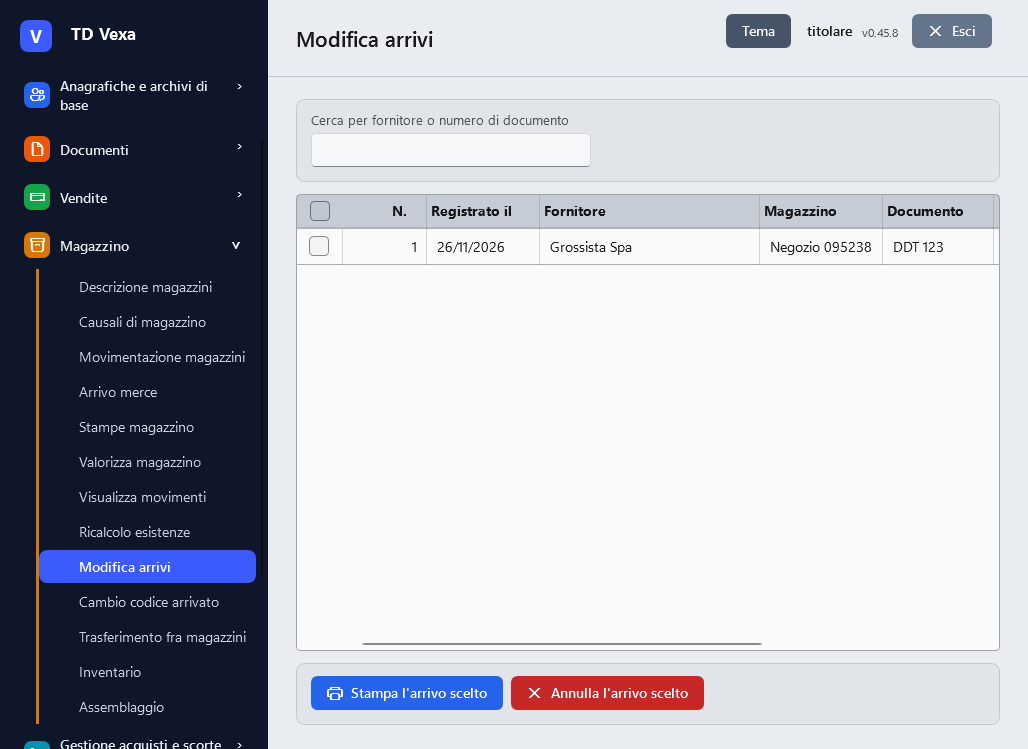 V TD Vexa
Anagrafiche e archivi di
base
Documenti
Vendite
Magazzino
Descrizione magazzini
Causali di magazzino
Movimentazione magazzini
Arrivo merce
Stampe magazzino
Valorizza magazzino
Visualizza movimenti
Ricalcolo esistenze
Modifica arrivi
Cambio codice arrivato
Trasferimento fra magazzini
Inventario
Assemblaggio
Gestione acquisti e scorte
Modifica arrivi
Tema titolare v0.45.8 Esci
Cerca per fornitore o numero di documento
N. Registrato il Fornitore Magazzino Documento
1 26/11/2026 Grossista Spa Negozio 095238 DDT 123
Stampa l'arrivo scelto Annulla l'arrivo scelto